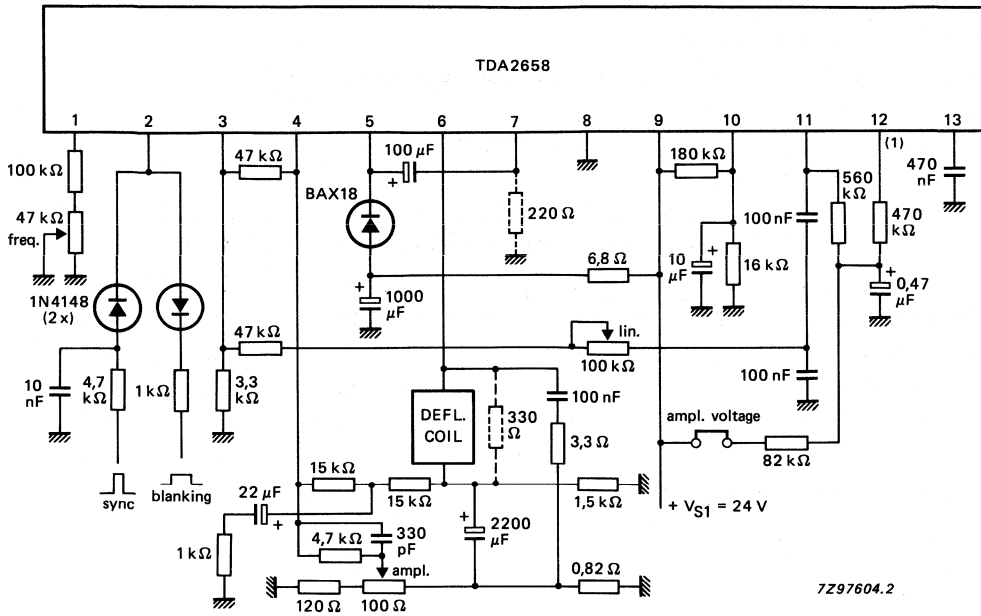 TDA2658
1 2 3 4 5 6 7 8 9 10 11 12 13
(1)
100 kΩ
47 kΩ
freq.
1N4148
(2x)
10
nF
4,7
kΩ
sync
1 kΩ
blanking
47 kΩ
47 kΩ
3,3
kΩ
BAX18
100 µF
+
220 Ω
+
1000
µF
6,8 Ω
180 kΩ
+
10
µF
16 kΩ
100 nF
560
kΩ
470
kΩ
470
nF
+
0,47
µF
lin.
100 kΩ
100 nF
DEFL.
COIL
330
Ω
100 nF
3,3 Ω
ampl. voltage
82 kΩ
+ VS1 = 24 V
15 kΩ
15 kΩ
1,5 kΩ
22 µF
+
1 kΩ
4,7 kΩ
330
pF
+
2200
µF
ampl.
120 Ω
100 Ω
0,82 Ω
7Z97604.2